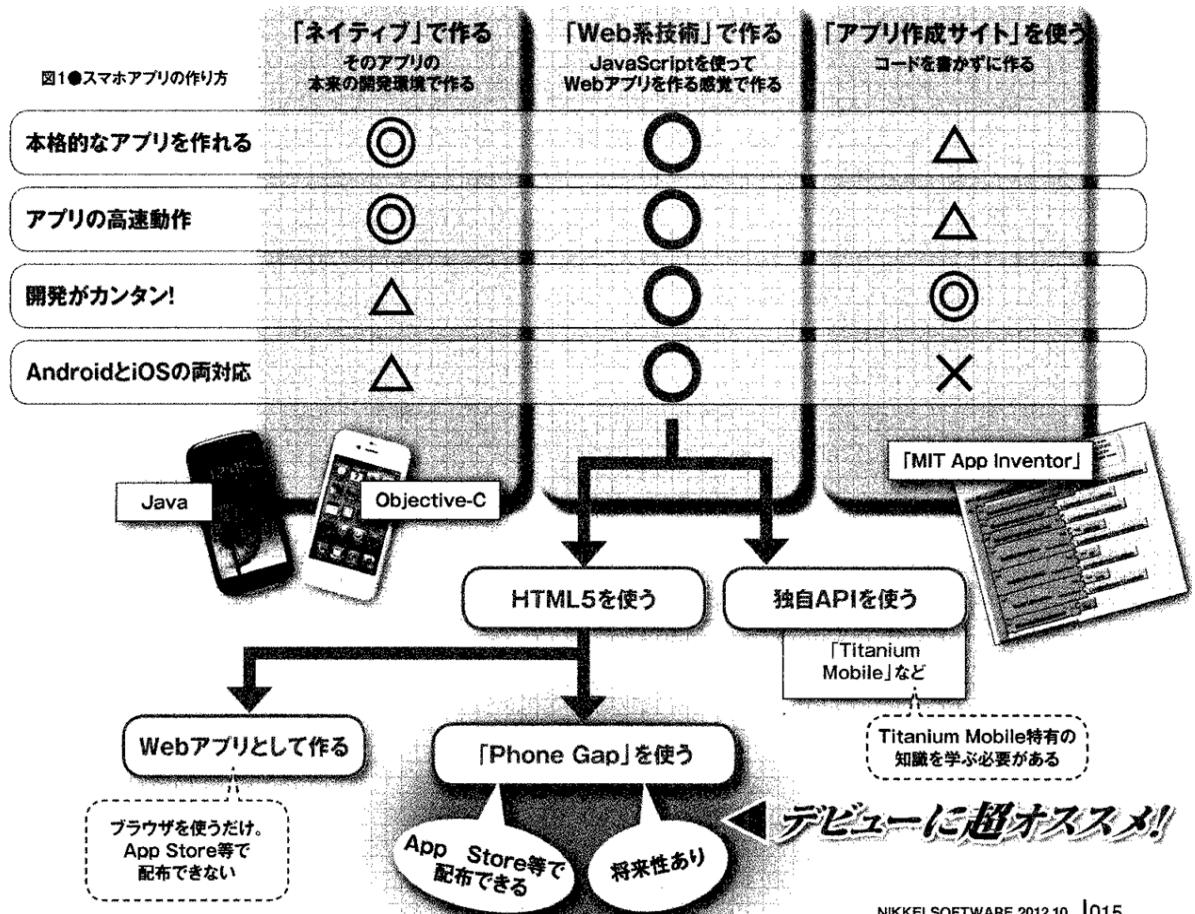 図1●スマホアプリの作り方
「ネイティブ」で作る
そのアプリの
本来の開発環境で作る
「Web系技術」で作る
JavaScriptを使って
Webアプリを作る感覚で作る
「アプリ作成サイト」を使う
コードを書かずに作る
本格的なアプリを作れる ◎ ○ △
アプリの高速動作 ◎ ○ △
開発がカンタン! △ ○ ◎
AndroidとiOSの両対応 △ ○ ×
Java
Objective-C
「MIT App Inventor」
HTML5を使う
独自APIを使う
「Titanium
Mobile」など
Titanium Mobile特有の
知識を学ぶ必要がある
Webアプリとして作る
「Phone Gap」を使う
ブラウザを使うだけ。
App Store等で
配布できない
App Store等で
配布できる
将来性あり
デビューに超オススメ!
NIKKEI SOFTWARE 2012.10 015